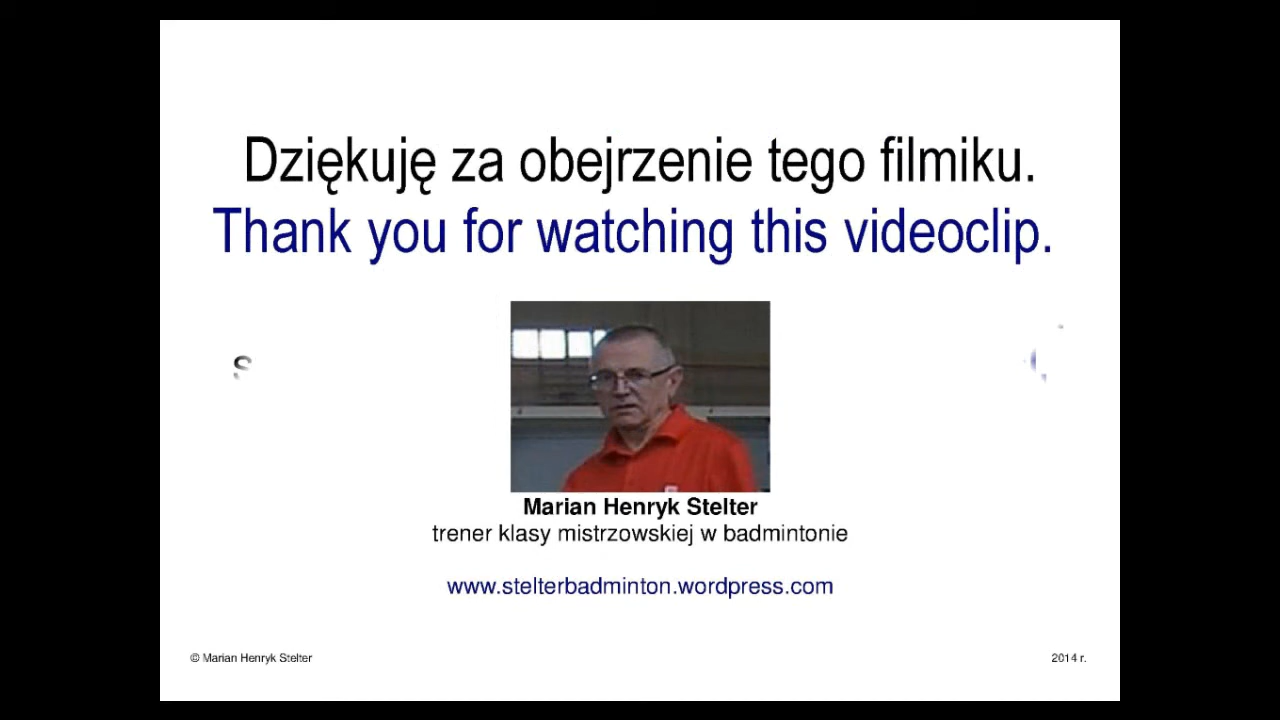 Dziękuję za obejrzenie tego filmiku.
Thank you for watching this videoclip.
Marian Henryk Stelter
trener klasy mistrzowskiej w badmintonie
www.stelterbadminton.wordpress.com
© Marian Henryk Stelter
2014 r.